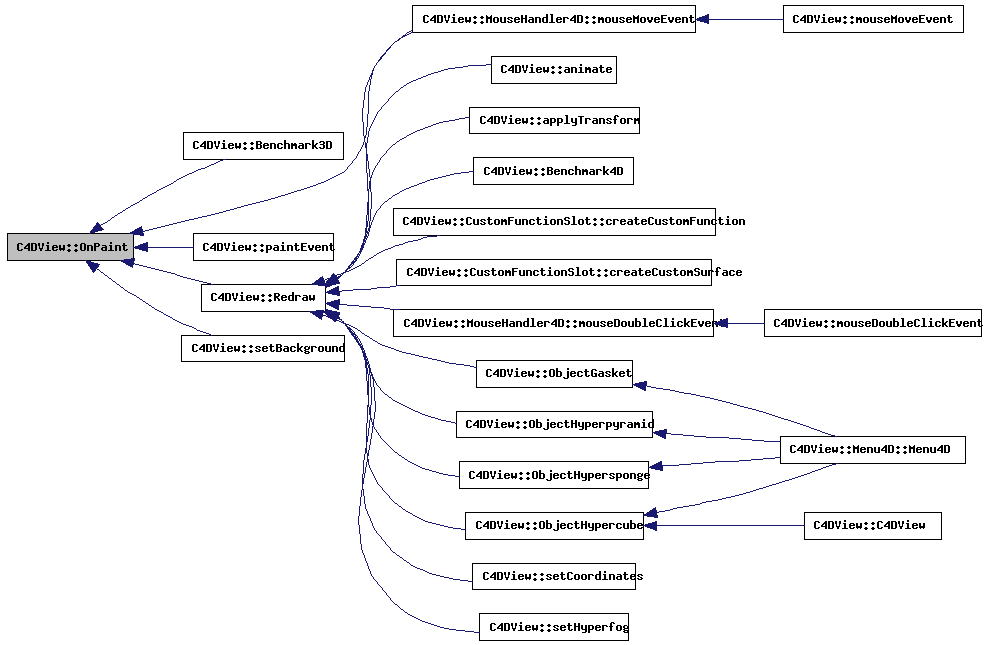 C4DView::MouseHandler4D::mouseMoveEvent
C4DView::mouseMoveEvent
C4DView::animate
C4DView::applyTransform
C4DView::Benchmark3D
C4DView::Benchmark4D
C4DView::CustomFunctionSlot::createCustomFunction
C4DView::OnPaint
C4DView::paintEvent
C4DView::CustomFunctionSlot::createCustomSurface
C4DView::Redraw
C4DView::MouseHandler4D::mouseDoubleClickEvent
C4DView::mouseDoubleClickEvent
C4DView::setBackground
C4DView::ObjectGasket
C4DView::ObjectHyperpyramid
C4DView::Menu4D::Menu4D
C4DView::ObjectHypersponge
C4DView::ObjectHypercube
C4DView::C4DView
C4DView::setCoordinates
C4DView::setHyperfog